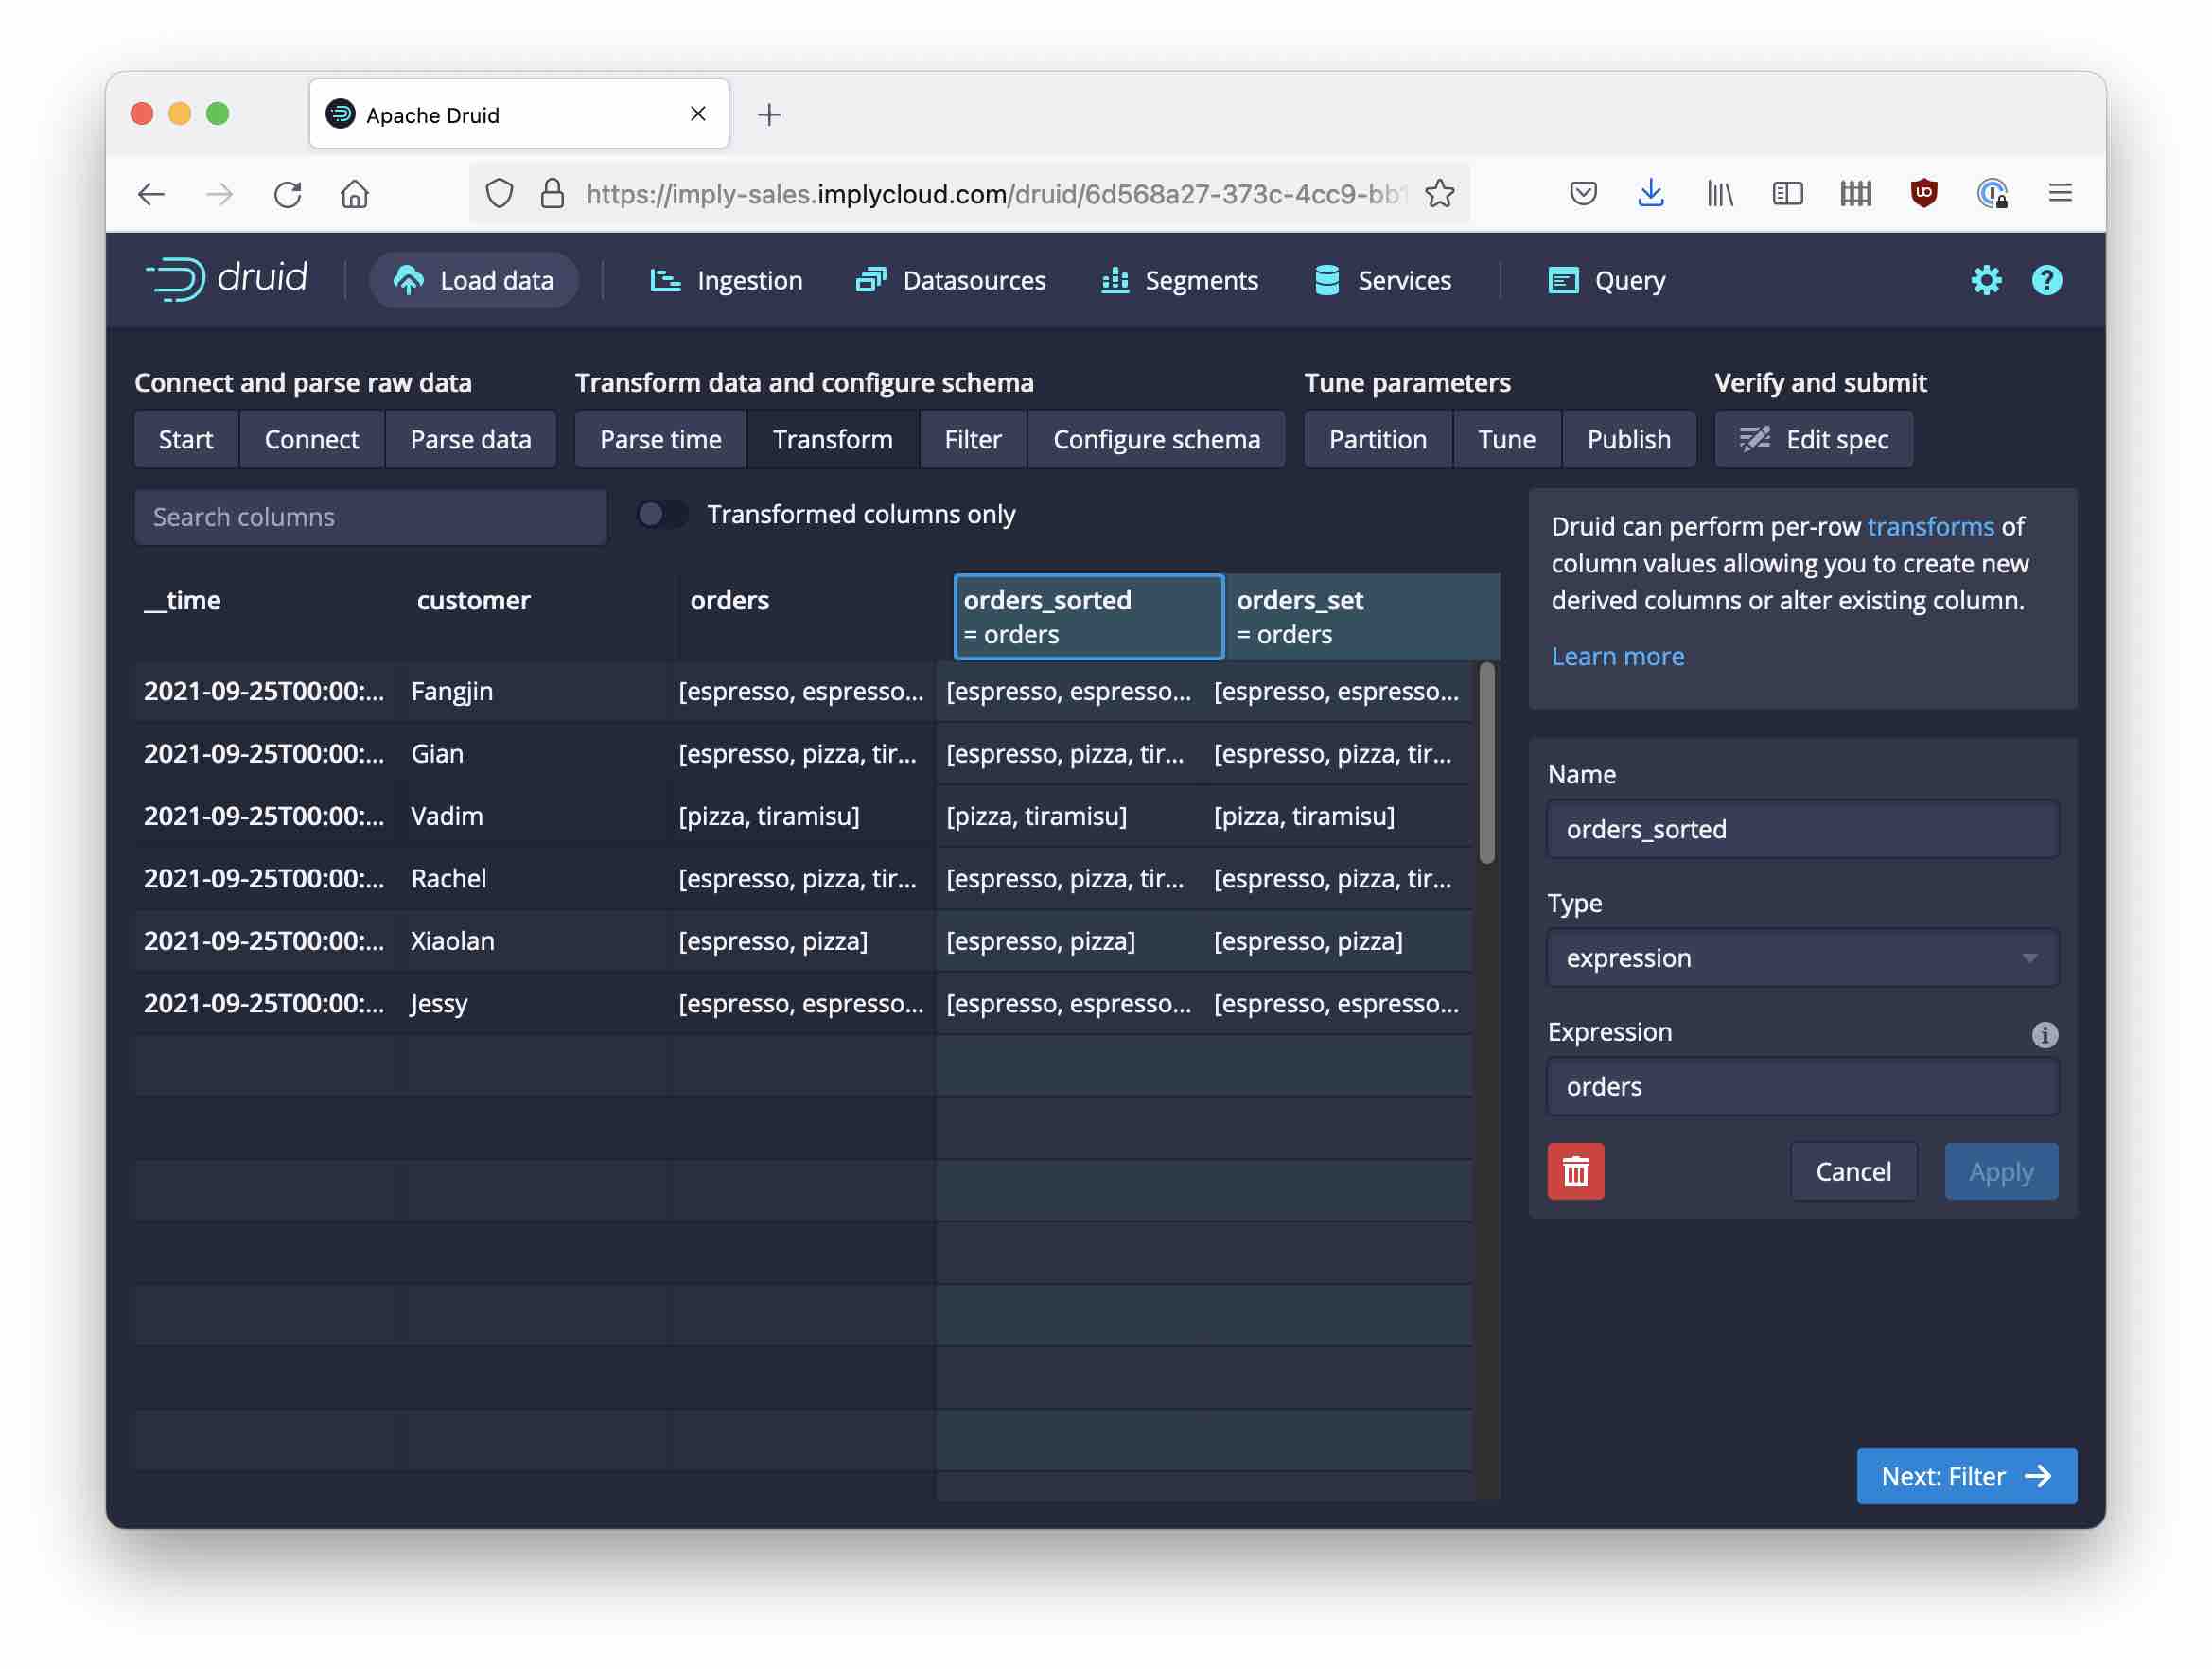 Apache Druid
https://imply-sales.implycloud.com/druid/6d568a27-373c-4cc9-bb
druid
Load data
Ingestion
Datasources
Segments
Services
Query
Connect and parse raw data
Transform data and configure schema
Tune parameters
Verify and submit
Start
Connect
Parse data
Parse time
Transform
Filter
Configure schema
Partition
Tune
Publish
Edit spec
Search columns
Transformed columns only
__time
customer
orders
orders_sorted
= orders
orders_set
= orders
2021-09-25T00:00:... Fangjin [espresso, espresso... [espresso, espresso... [espresso, espresso...
2021-09-25T00:00:... Gian [espresso, pizza, tir... [espresso, pizza, tir... [espresso, pizza, tir...
2021-09-25T00:00:... Vadim [pizza, tiramisu] [pizza, tiramisu] [pizza, tiramisu]
2021-09-25T00:00:... Rachel [espresso, pizza, tir... [espresso, pizza, tir... [espresso, pizza, tir...
2021-09-25T00:00:... Xiaolan [espresso, pizza] [espresso, pizza] [espresso, pizza]
2021-09-25T00:00:... Jessy [espresso, espresso... [espresso, espresso... [espresso, espresso...
Druid can perform per-row transforms of
column values allowing you to create new
derived columns or alter existing column.
Learn more
Name
orders_sorted
Type
expression
Expression
orders
Cancel
Apply
Next: Filter